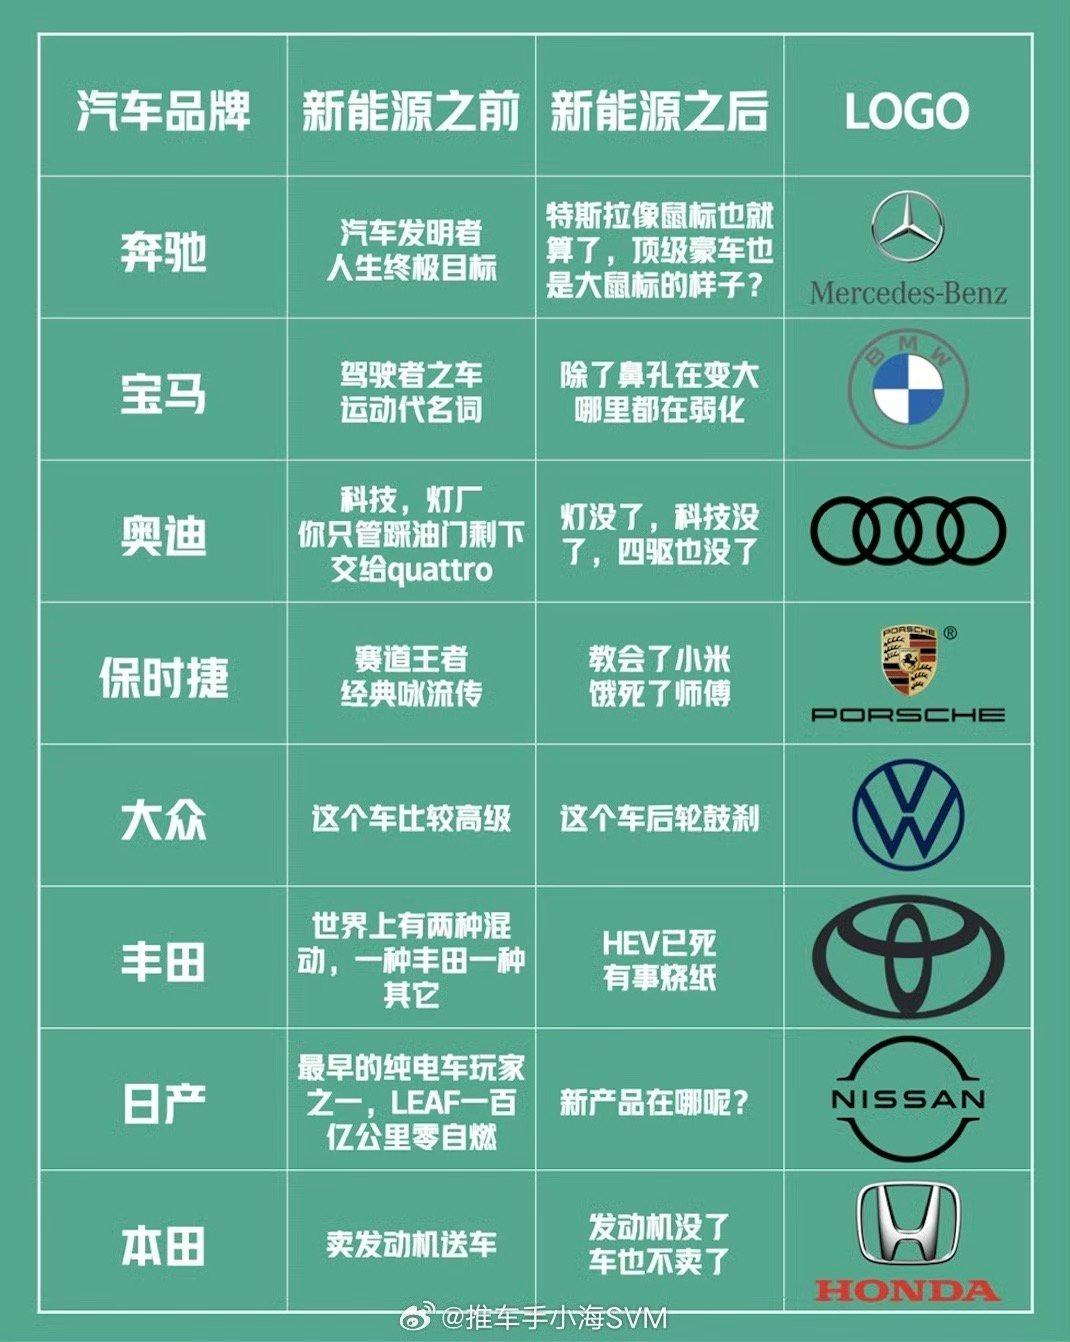 汽车品牌
新能源之前
新能源之后
LOGO
奔驰
汽车发明者
人生终极目标
特斯拉像鼠标也就
算了，顶级豪车也
是大鼠标的样子？
Mercedes-Benz
宝马
驾驶者之车
运动代名词
除了鼻孔在变大
哪里都在弱化
BMW
奥迪
科技，灯厂
你只管踩油门剩下
交给quattro
灯没了，科技没
了，四驱也没了
保时捷
赛道王者
经典咏流传
教会了小米
饿死了师傅
PORSCHE
®
PORSCHE
大众
这个车比较高级
这个车后轮鼓刹
丰田
世界上有两种混
动，一种丰田一种
其它
HEV已死
有事烧纸
日产
最早的纯电车玩家
之一，LEAF一百
亿公里零自燃
新产品在哪呢？
NISSAN
本田
卖发动机送车
发动机没了
车也不卖了
HONDA
@推车手小海SVM